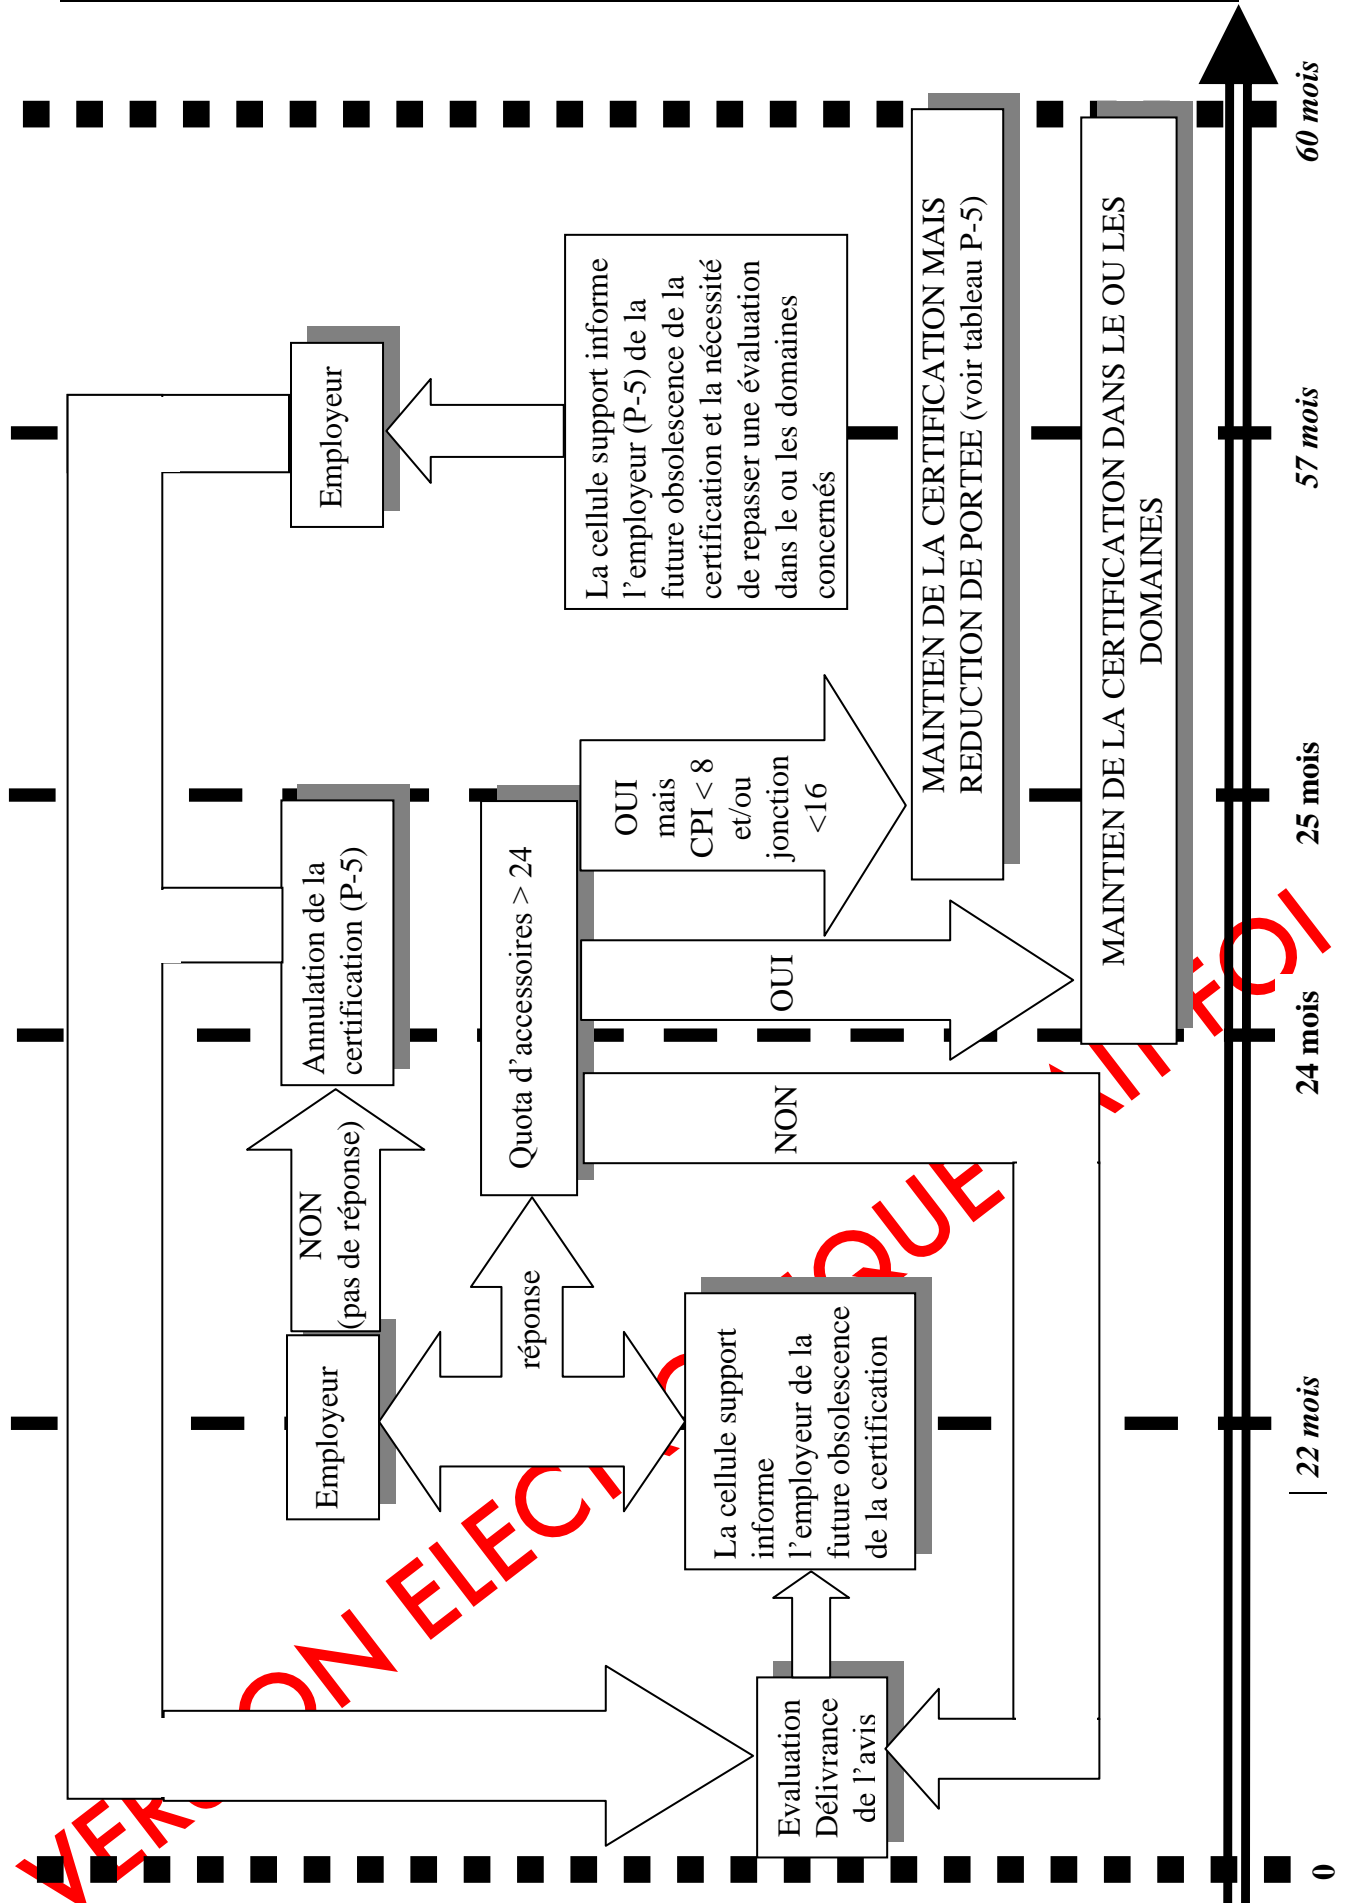 Employeur
NON
(pas de réponse)
Annulation de la
certification (P-5)
Employeur
réponse
Quota d'accessoires > 24
La cellule support
informe
l'employeur de la
future obsolescence
de la certification
Evaluation
Délivrance
de l'avis
NON
OUI
OUI
mais
CPI < 8
et/ou
jonction
<16
La cellule support informe
l'employeur (P-5) de la
future obsolescence de la
certification et la nécessité
de repasser une évaluation
dans le ou les domaines
concernés
MAINTIEN DE LA CERTIFICATION MAIS
REDUCTION DE PORTEE (voir tableau P-5)
MAINTIEN DE LA CERTIFICATION DANS LE OU LES
DOMAINES
0
22 mois
24 mois
25 mois
57 mois
60 mois